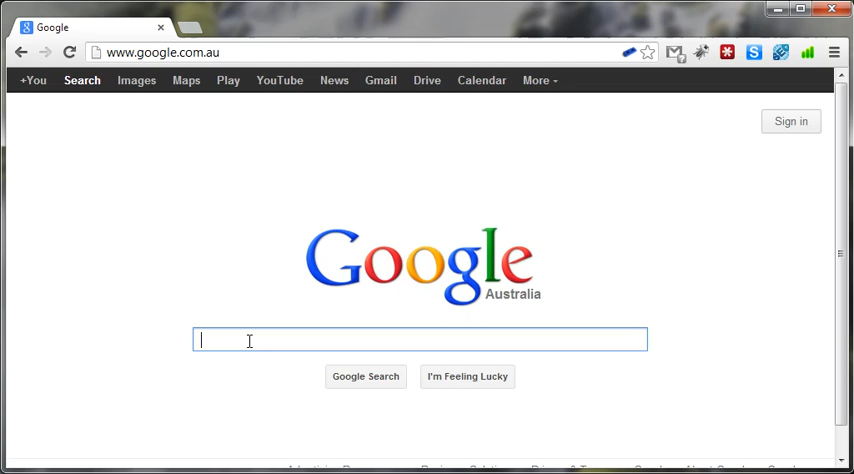 Google
www.google.com.au
+You Search Images Maps Play YouTube News Gmail Drive Calendar More
Sign in
Google
Australia
Google Search I'm Feeling Lucky